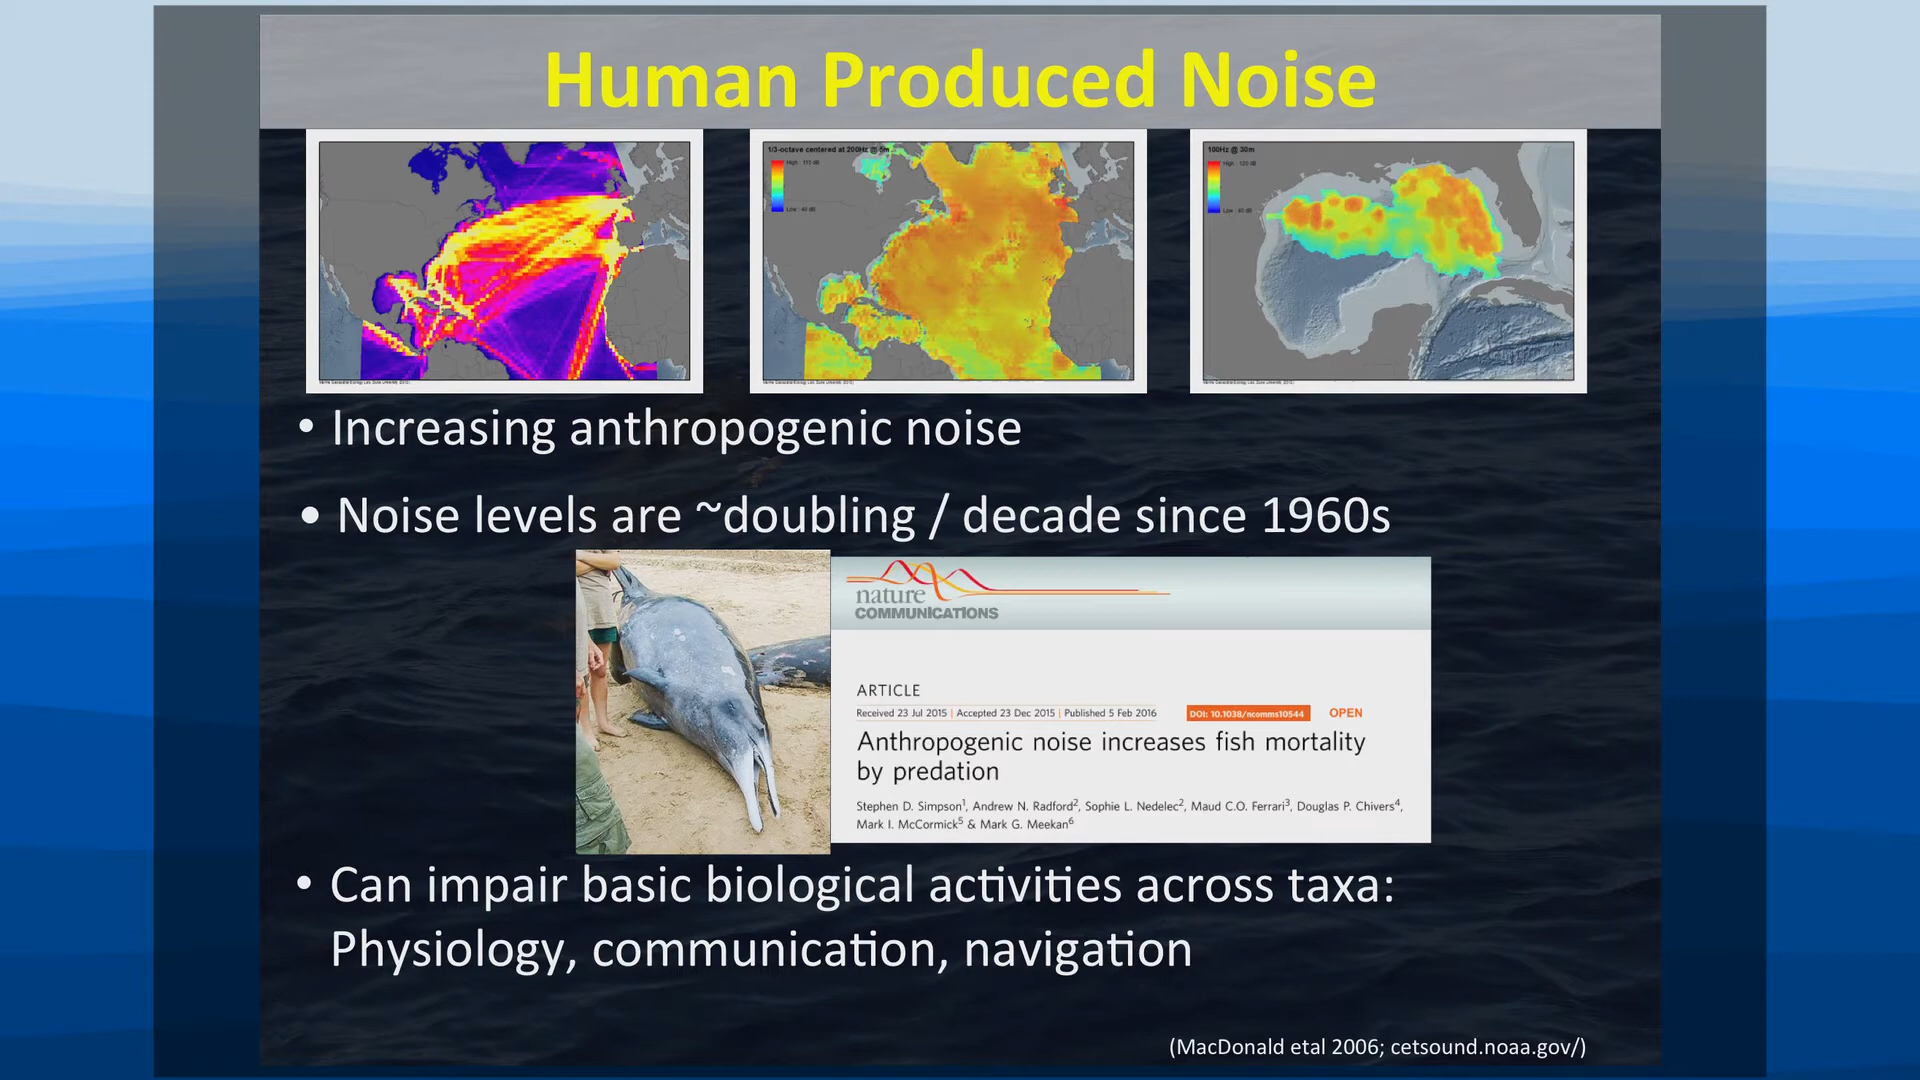 Human Produced Noise
1/3-octave centered at 200Hz @ 5m
High : 110 dB
Low : 40 dB
100Hz @ 30m
High : 120 dB
Low : 40 dB
• Increasing anthropogenic noise
• Noise levels are ~doubling / decade since 1960s
nature
COMMUNICATIONS
ARTICLE
Received 23 Jul 2015 | Accepted 23 Dec 2015 | Published 5 Feb 2016
DOI: 10.1038/ncomms10544
OPEN
Anthropogenic noise increases fish mortality
by predation
Stephen D. Simpson1, Andrew N. Radford2, Sophie L. Nedelec2, Maud C.O. Ferrari3, Douglas P. Chivers4,
Mark I. McCormick5 & Mark G. Meekan6
• Can impair basic biological activities across taxa:
Physiology, communication, navigation
(MacDonald etal 2006; cetsound.noaa.gov/)